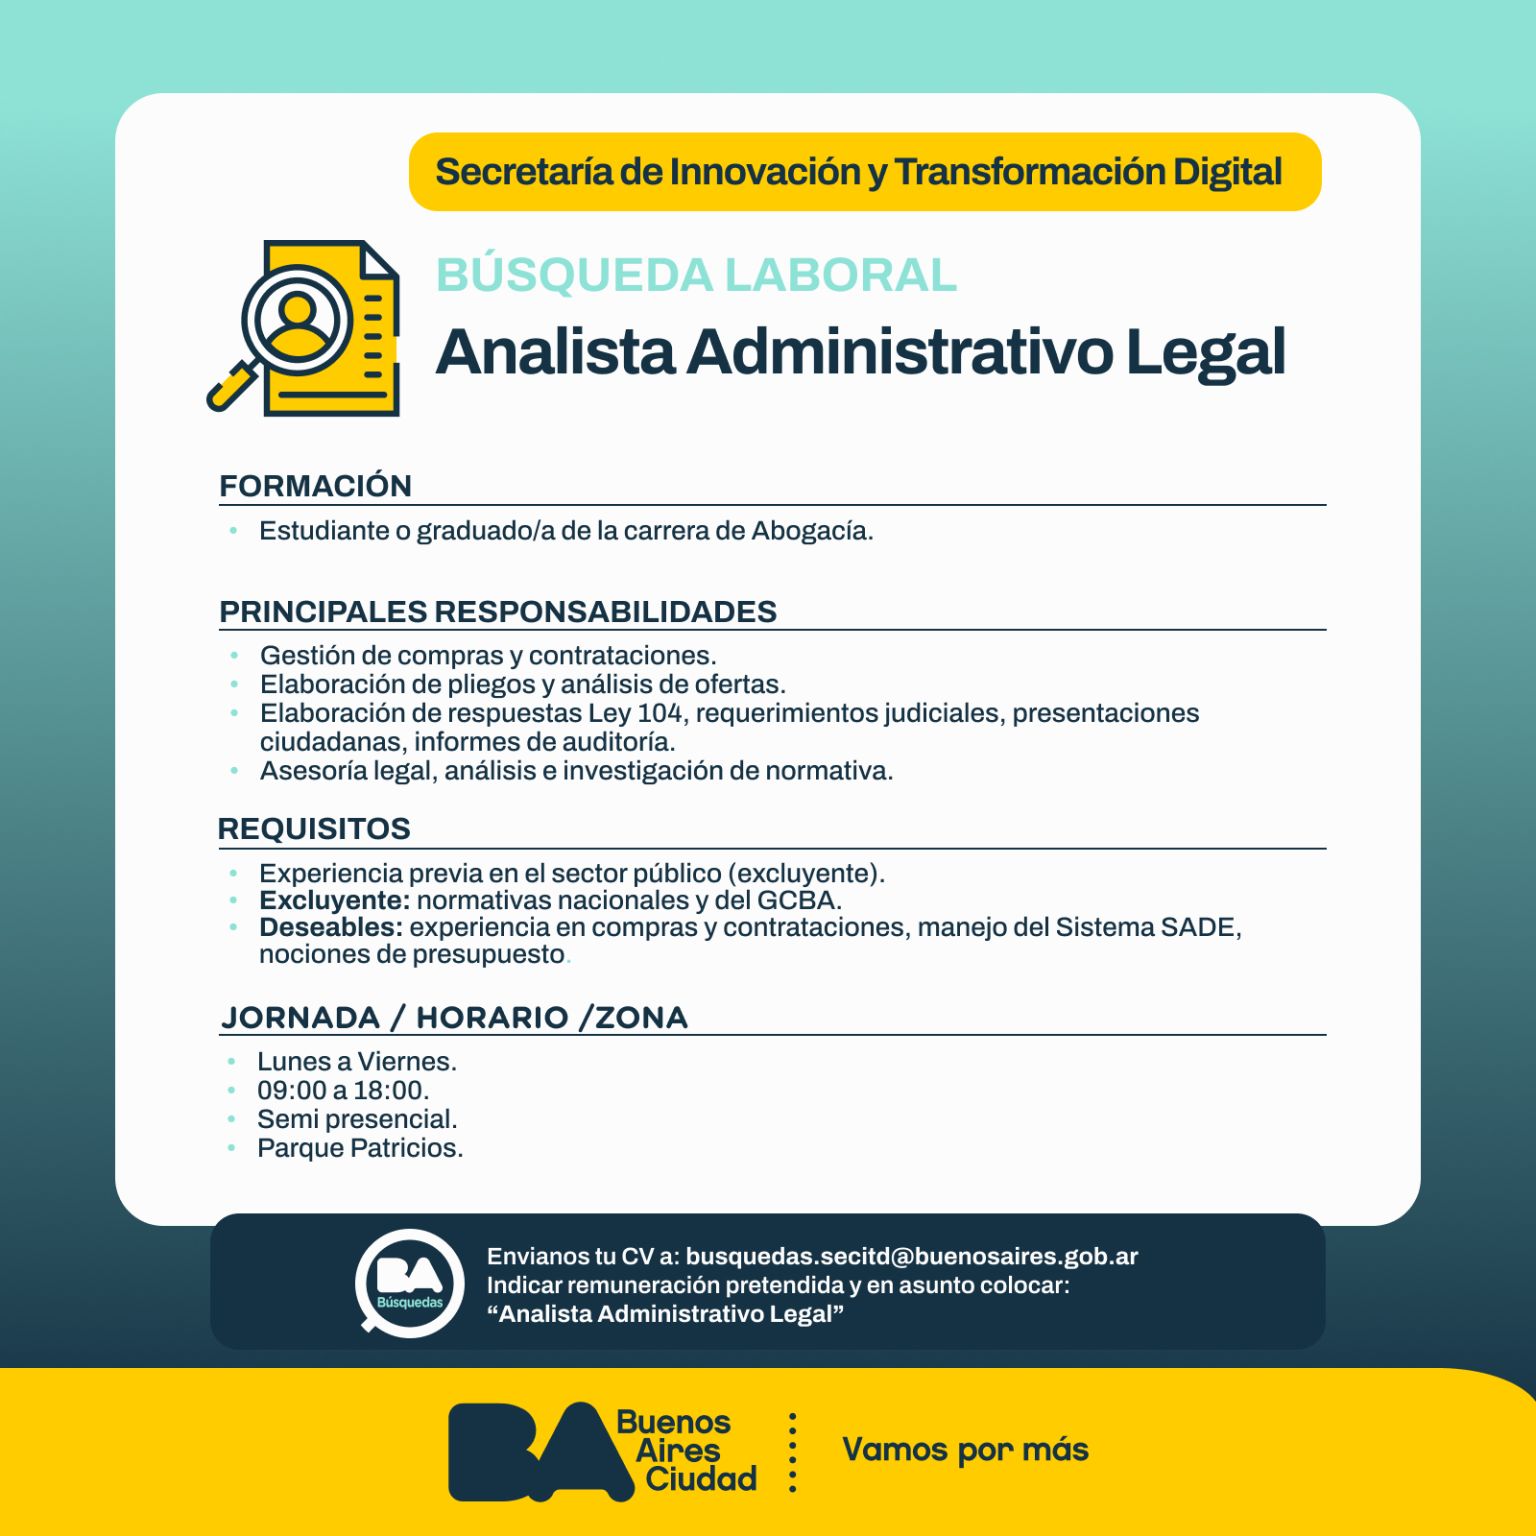 Secretaría de Innovación y Transformación Digital
BÚSQUEDA LABORAL
Analista Administrativo Legal
FORMACIÓN
• Estudiante o graduado/a de la carrera de Abogacía.
PRINCIPALES RESPONSABILIDADES
• Gestión de compras y contrataciones.
• Elaboración de pliegos y análisis de ofertas.
• Elaboración de respuestas Ley 104, requerimientos judiciales, presentaciones
ciudadanas, informes de auditoría.
• Asesoría legal, análisis e investigación de normativa.
REQUISITOS
• Experiencia previa en el sector público (excluyente).
• Excluyente: normativas nacionales y del GCBA.
• Deseables: experiencia en compras y contrataciones, manejo del Sistema SADE,
nociones de presupuesto.
JORNADA / HORARIO /ZONA
• Lunes a Viernes.
• 09:00 a 18:00.
• Semi presencial.
• Parque Patricios.
BA
Búsquedas
Envianos tu CV a: busquedas.secitd@buenosaires.gob.ar
Indicar remuneración pretendida y en asunto colocar:
“Analista Administrativo Legal”
BA
Buenos
Aires
Ciudad
Vamos por más